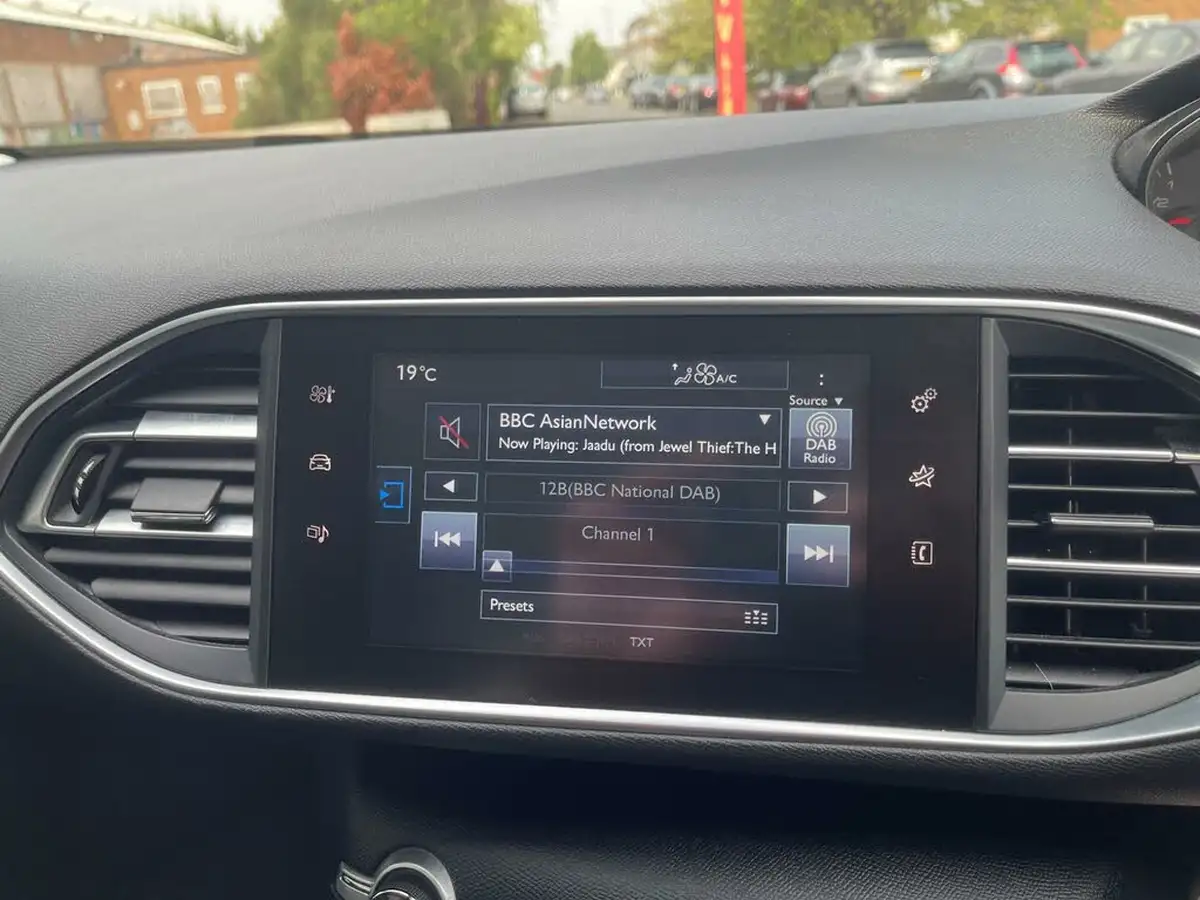 19°C
A/C
Source ▼
BBC AsianNetwork
Now Playing: Jaadu (from Jewel Thief:The H
DAB
Radio
12B(BBC National DAB)
Channel 1
Presets
TXT